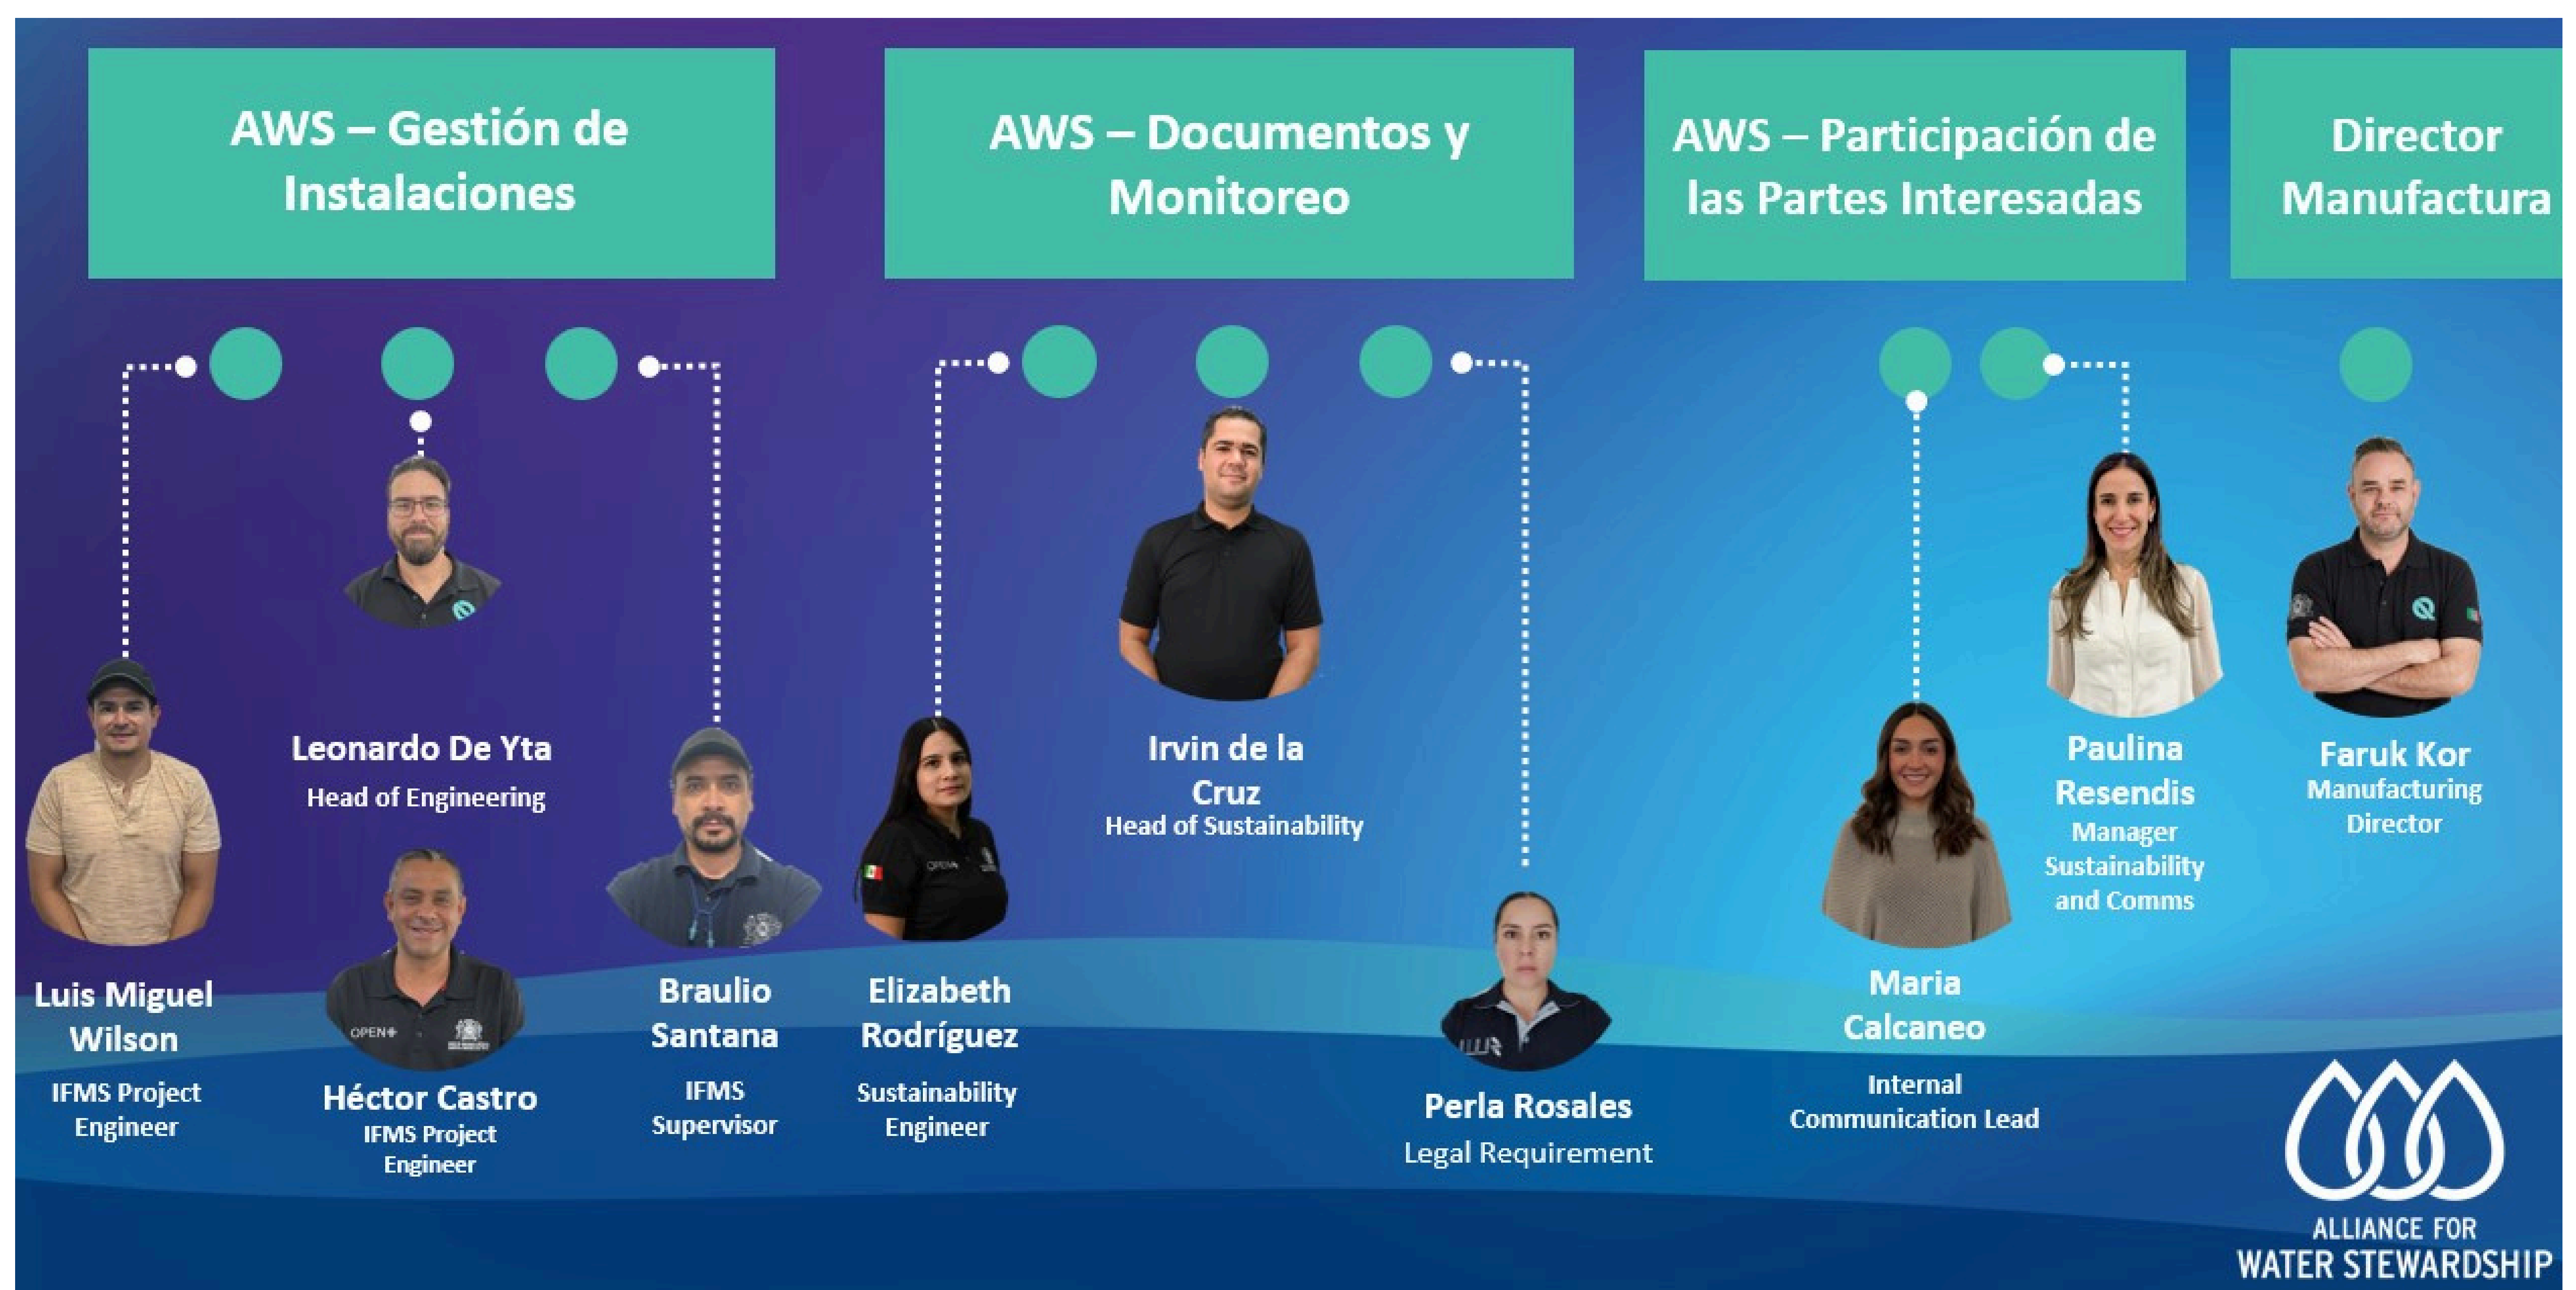 AWS – Gestión de
Instalaciones
AWS – Documentos y
Monitoreo
AWS – Participación de
las Partes Interesadas
Director
Manufactura
Leonardo De Yta
Head of Engineering
Luis Miguel
Wilson
IFMS Project
Engineer
OPEN+
Héctor Castro
IFMS Project
Engineer
Braulio
Santana
IFMS
Supervisor
OPEN+
Elizabeth
Rodríguez
Sustainability
Engineer
Irvin de la
Cruz
Head of Sustainability
Perla Rosales
Legal Requirement
Maria
Calcaneo
Internal
Communication Lead
Paulina
Resendis
Manager
Sustainability
and Comms
Faruk Kor
Manufacturing
Director
ALLIANCE FOR
WATER STEWARDSHIP